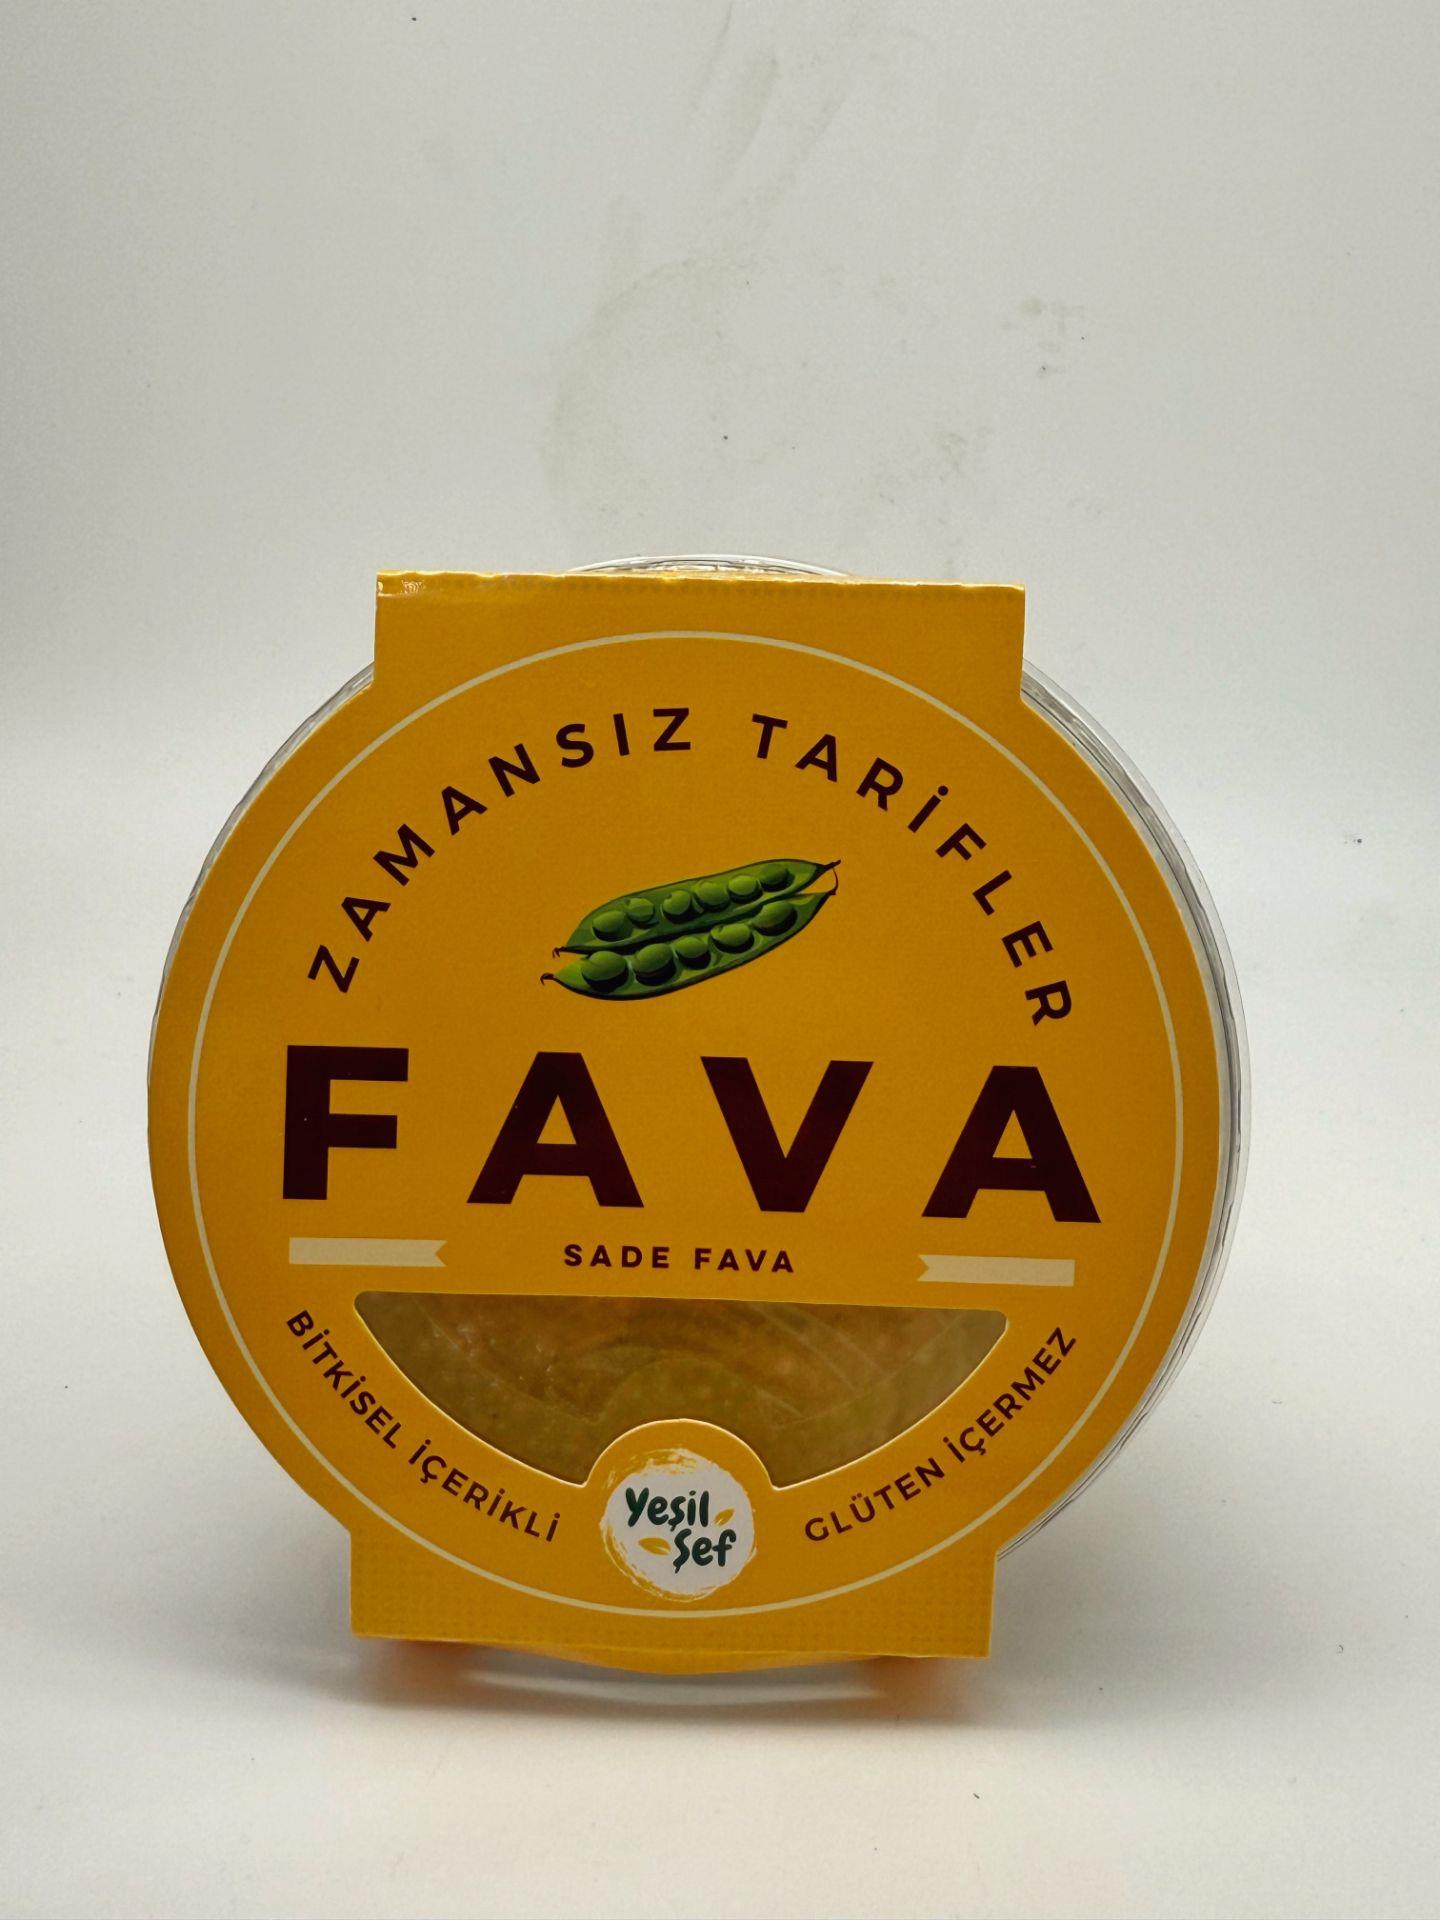 ZAMANSIZ TARİFLER
FAVA
SADE FAVA
BİTKİSEL İÇERİKLİ
GLÜTEN İÇERMEZ
Yeşil
Şef